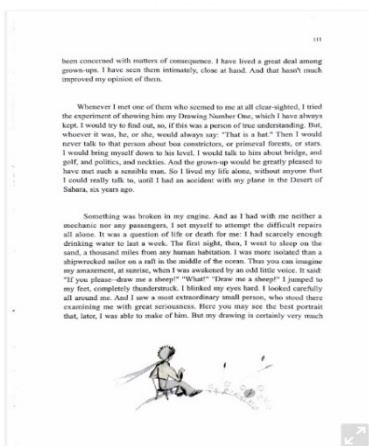 111
been concerned with matters of consequence. I have lived a great deal among
grown-ups. I have seen them intimately, close at hand. And that hasn't much
improved my opinion of them.
Whenever I met one of them who seemed to me at all clear-sighted, I tried
the experiment of showing him my Drawing Number One, which I have always
kept. I would try to find out, so, if this was a person of true understanding. But,
whoever it was, he, or she, would always say: "That is a hat." Then I would
never talk to that person about boa constrictors, or primeval forests, or stars.
I would bring myself down to his level. I would talk to him about bridge, and
golf, and politics, and neckties. And the grown-up would be greatly pleased to
have met such a sensible man. So I lived my life alone, without anyone that
I could really talk to, until I had an accident with my plane in the Desert of
Sahara, six years ago.
Something was broken in my engine. And as I had with me neither a
mechanic nor any passengers, I set myself to attempt the difficult repairs
all alone. It was a question of life or death for me: I had scarcely enough
drinking water to last a week. The first night, then, I went to sleep on the
sand, a thousand miles from any human habitation. I was more isolated than a
shipwrecked sailor on a raft in the middle of the ocean. Thus you can imagine
my amazement, at sunrise, when I was awakened by an odd little voice. It said:
"If you please--draw me a sheep!" "What!" "Draw me a sheep!" I jumped to
my feet, completely thunderstruck. I blinked my eyes hard. I looked carefully
all around me. And I saw a most extraordinary small person, who stood there
examining me with great seriousness. Here you may see the best portrait
that, later, I was able to make of him. But my drawing is certainly very much